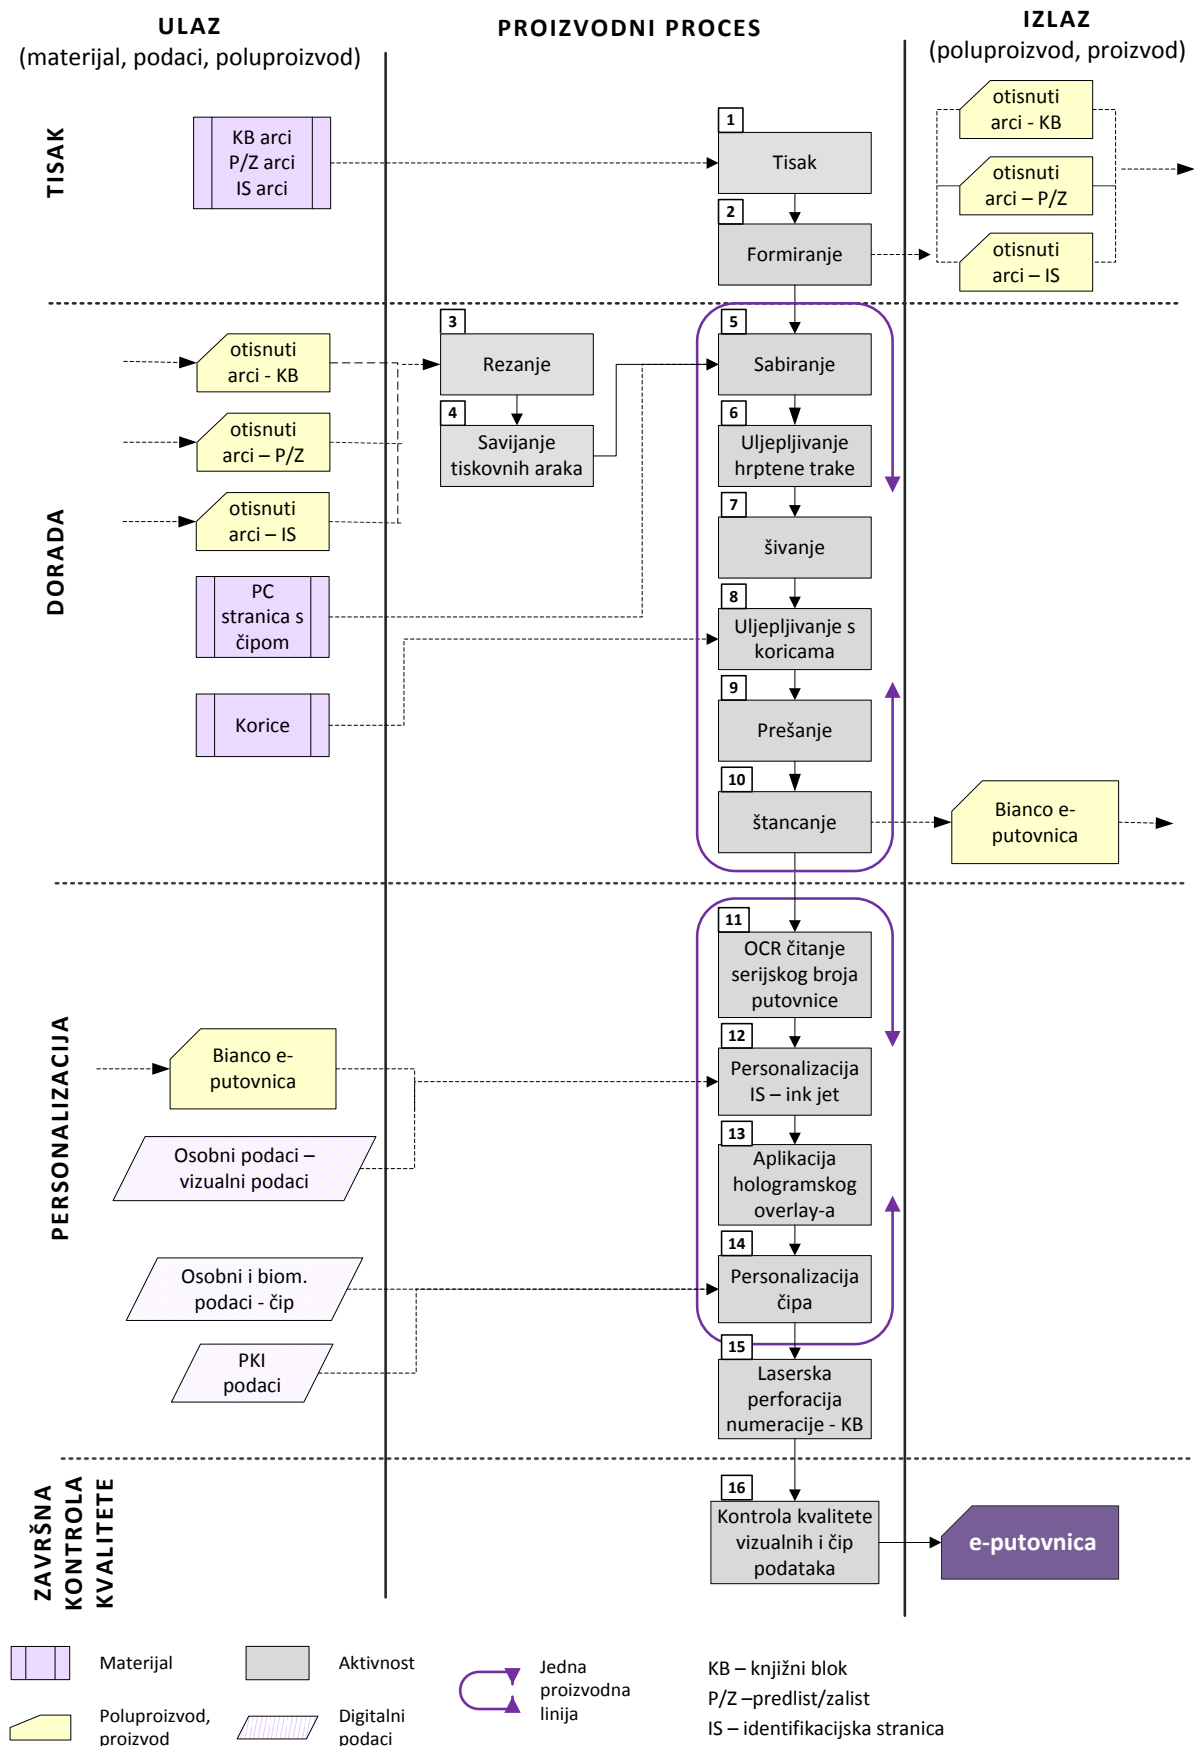 ULAZ
(materijal, podaci, poluproizvod)
PROIZVODNI PROCES
IZLAZ
(poluproizvod, proizvod)
TISAK
KB arci
P/Z arci
IS arci
1
Tisak
2
Formiranje
otisnuti
arci - KB
otisnuti
arci – P/Z
otisnuti
arci – IS
DORADA
otisnuti
arci - KB
otisnuti
arci – P/Z
otisnuti
arci – IS
PC
stranica s
čipom
Korice
3
Rezanje
4
Savijanje
tiskovnih araka
5
Sabiranje
6
Uljepljivanje
hrptene trake
7
šivanje
8
Uljepljivanje s
koricama
9
Prešanje
10
štancanje
Bianco e-
putovnica
PERSONALIZACIJA
Bianco e-
putovnica
Osobni podaci –
vizualni podaci
Osobni i biom.
podaci - čip
PKI
podaci
11
OCR čitanje
serijskog broja
putovnice
12
Personalizacija
IS – ink jet
13
Aplikacija
hologramskog
overlay-a
14
Personalizacija
čipa
15
Laserska
perforacija
numeracije - KB
ZAVRŠNA
KONTROLA
KVALITETE
16
Kontrola kvalitete
vizualnih i čip
podataka
e-putovnica
Materijal
Aktivnost
Jedna
proizvodna
linija
KB – knjižni blok
P/Z –predlist/zalist
IS – identifikacijska stranica
Poluproizvod,
proizvod
Digitalni
podaci